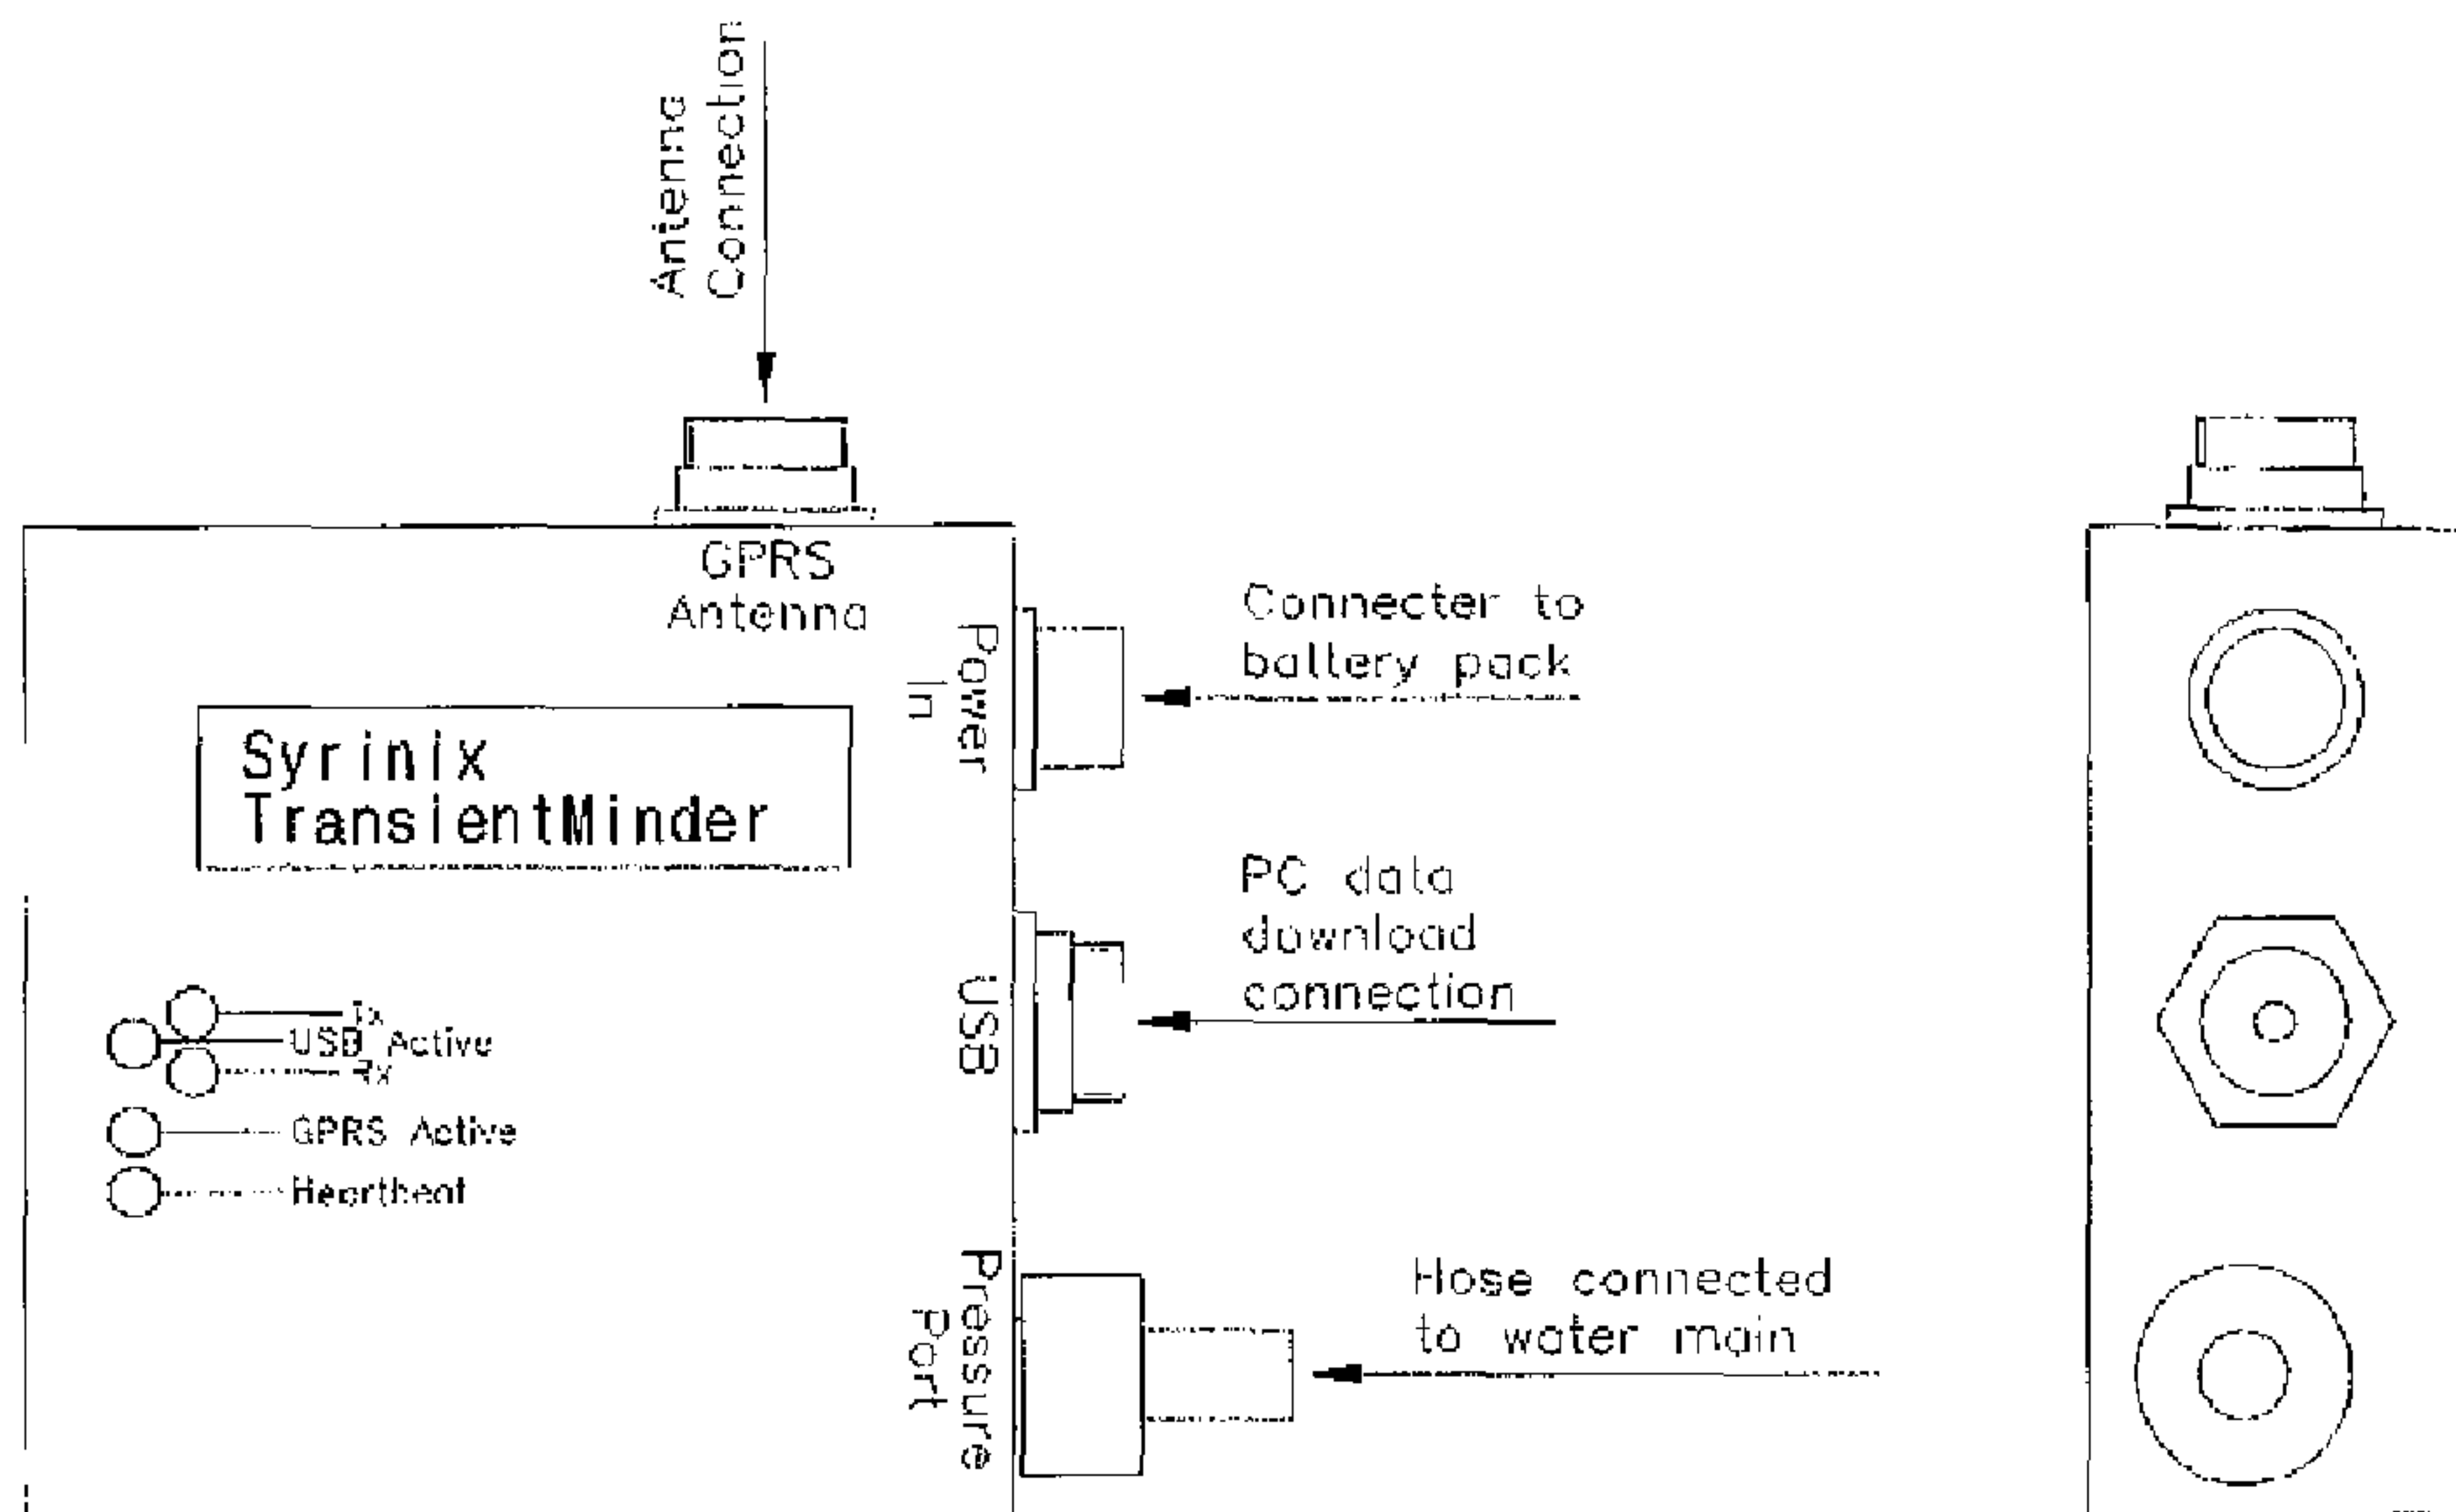 Antenna
Connection
GPRS
Antenna
Power
In
Connecter to
battery pack
Syrinix
TransientMinder
PC data
download
connection
USB
Tx
USB Active
Rx
GPRS Active
Heartbeat
Pressure
Port
Hose connected
to water main